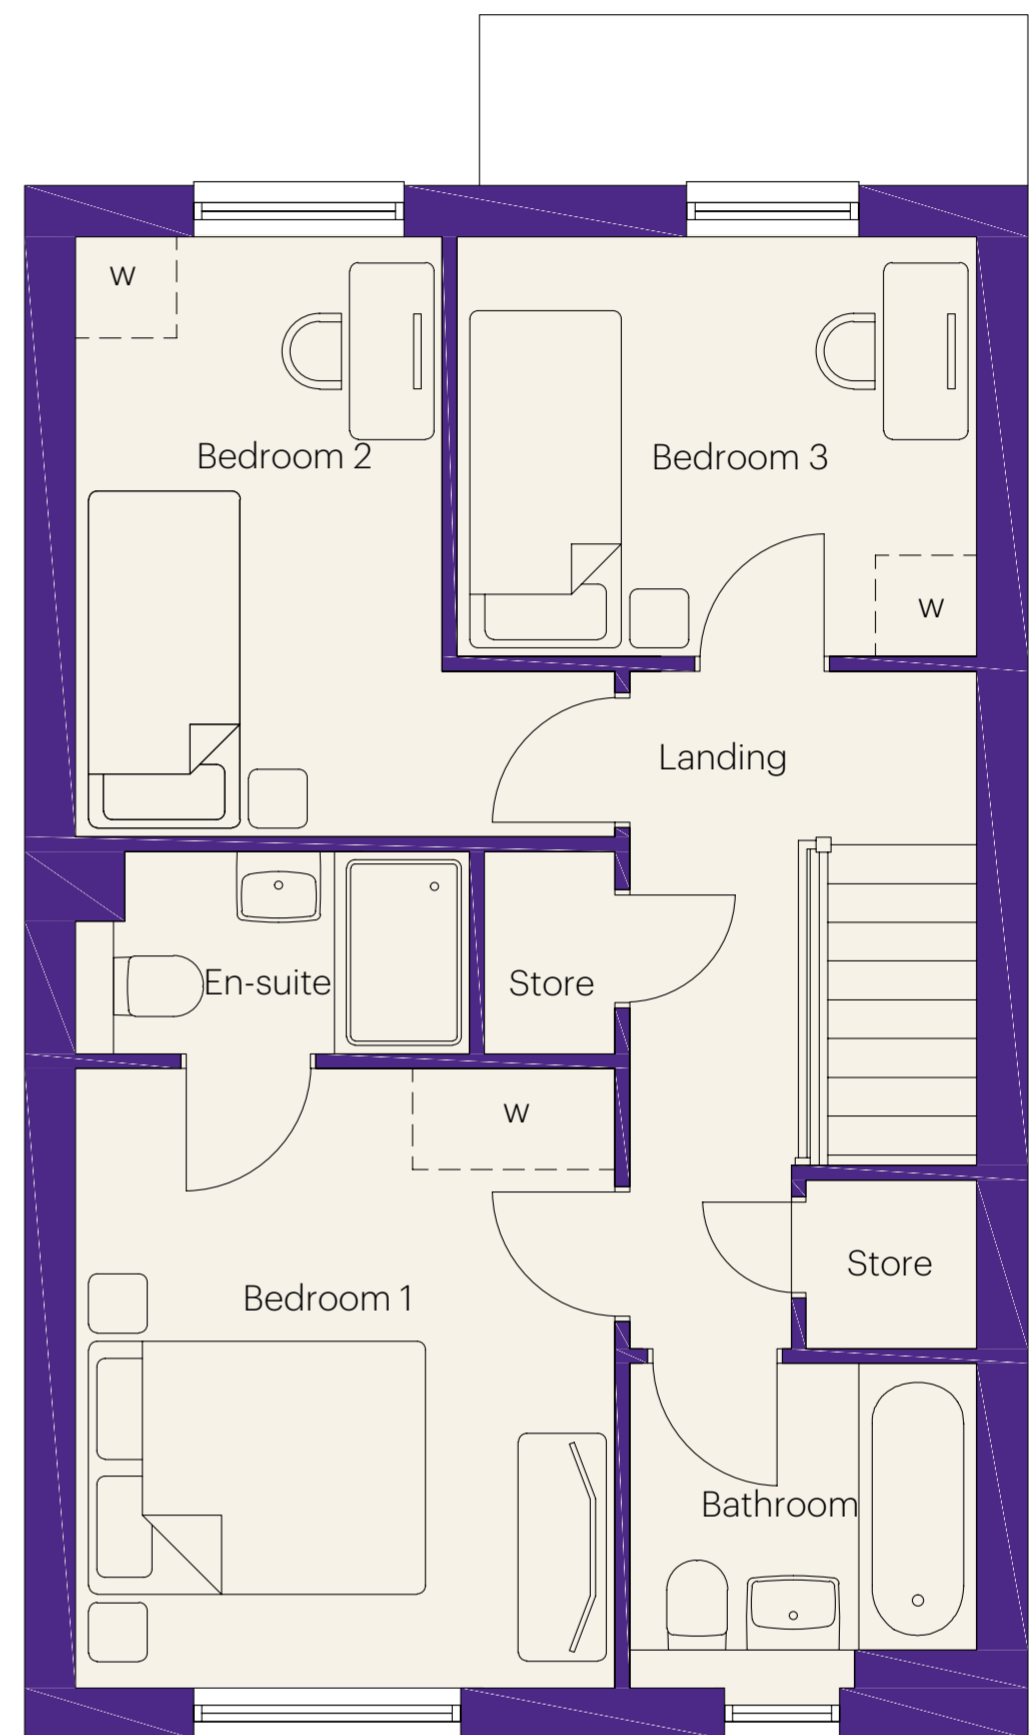 W
Bedroom 2
Bedroom 3
W
Landing
En-suite
Store
W
Store
Bedroom 1
Bathroom